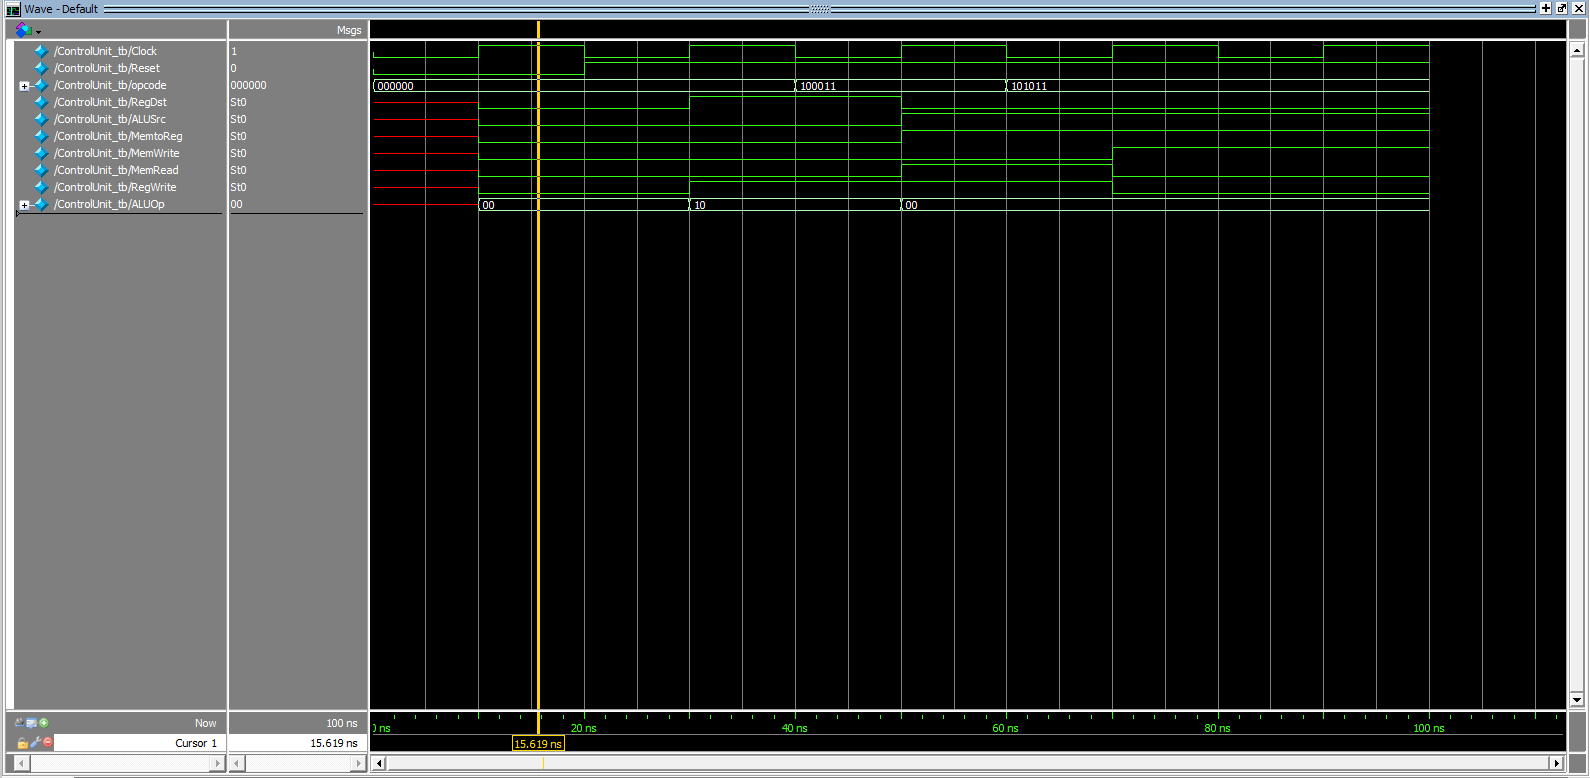 Wave - Default
Msgs
/ControlUnit_tb/Clock 1
/ControlUnit_tb/Reset 0
/ControlUnit_tb/opcode 000000 000000 100011 101011
/ControlUnit_tb/RegDst St0
/ControlUnit_tb/ALUSrc St0
/ControlUnit_tb/MemtoReg St0
/ControlUnit_tb/MemWrite St0
/ControlUnit_tb/MemRead St0
/ControlUnit_tb/RegWrite St0
/ControlUnit_tb/ALUOp 00 00 10 00
Now 100 ns ns 20 ns 40 ns 60 ns 80 ns 100 ns
Cursor 1 15.619 ns 15.619 ns